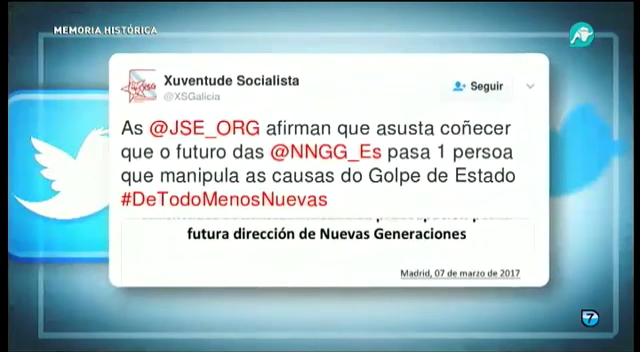 MEMORIA HISTÓRICA
Xuventude Socialista
@XSGalicia
Seguir
As @JSE_ORG afirman que asusta coñecer
que o futuro das @NNGG_Es pasa 1 persoa
que manipula as causas do Golpe de Estado
#DeTodoMenosNuevas
futura dirección de Nuevas Generaciones
Madrid, 07 de marzo de 2017
7